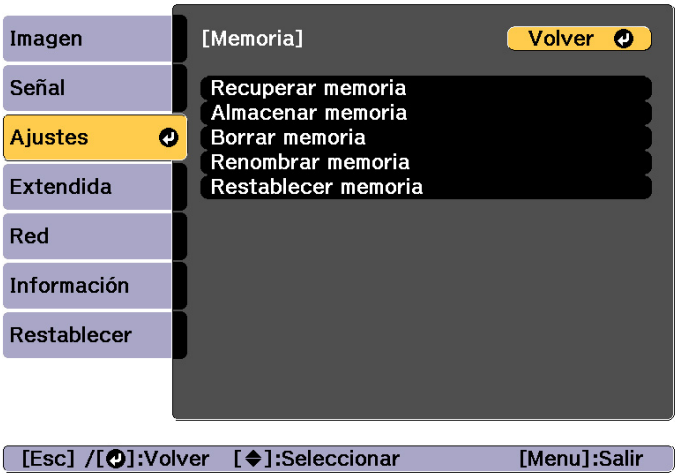 Imagen
Señal
Ajustes
Extendida
Red
Información
Restablecer
[Memoria]
Volver
Recuperar memoria
Almacenar memoria
Borrar memoria
Renombrar memoria
Restablecer memoria
[Esc] /[]:Volver [◆]:Seleccionar [Menu]:Salir